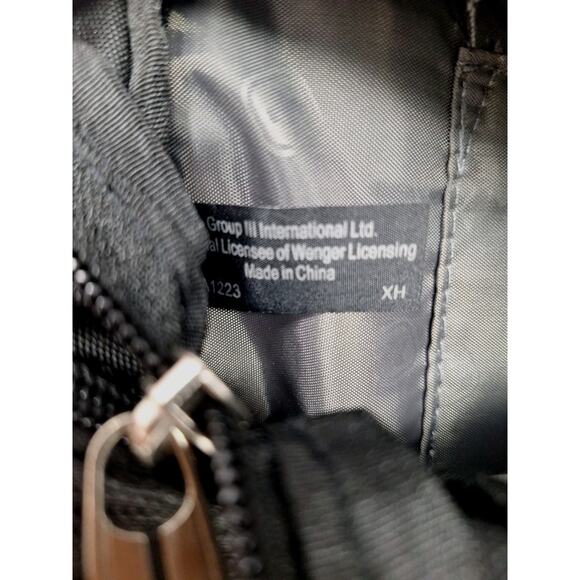 Group III International Ltd.
al Licensee of Wenger Licensing
Made in China
1223 XH